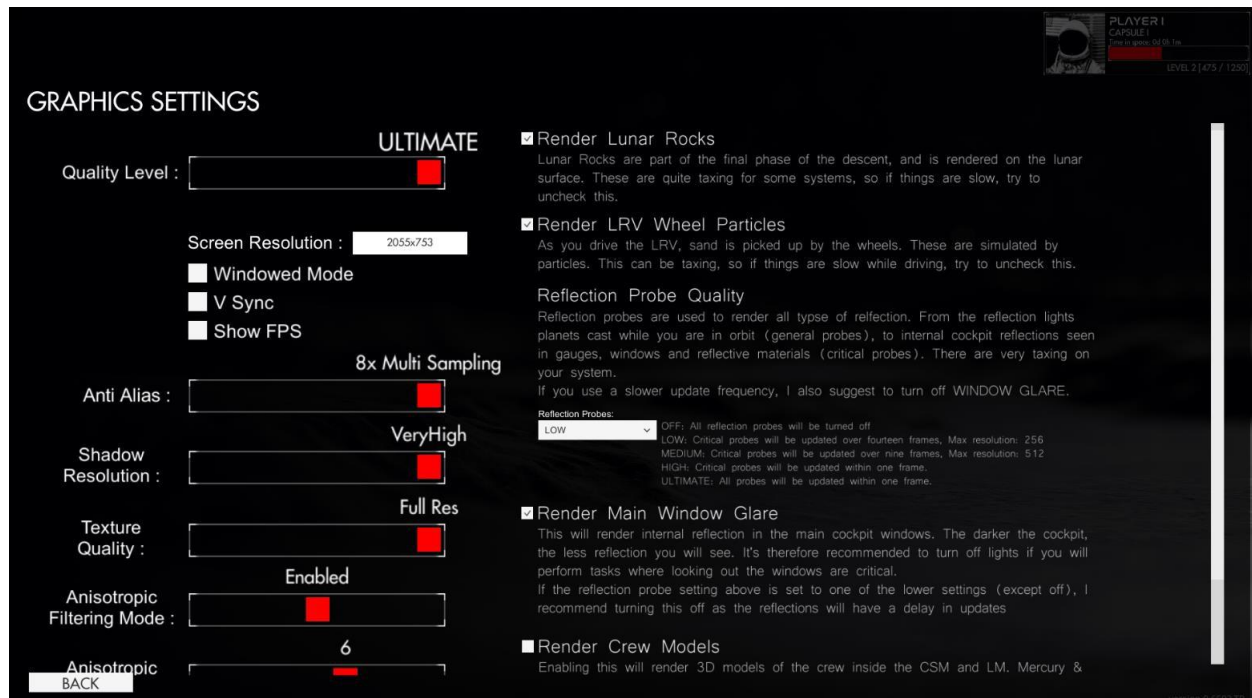 PLAYER I
CAPSULE I
Time in space: 0d 0h 1m
LEVEL 2 [475 / 1250]
GRAPHICS SETTINGS
ULTIMATE
Quality Level :
Screen Resolution :
2055x753
Windowed Mode
V Sync
Show FPS
8x Multi Sampling
Anti Alias :
VeryHigh
Shadow
Resolution :
Full Res
Texture
Quality :
Enabled
Anisotropic
Filtering Mode :
6
Anisotropic
BACK
Render Lunar Rocks
Lunar Rocks are part of the final phase of the descent, and is rendered on the lunar
surface. These are quite taxing for some systems, so if things are slow, try to
uncheck this.
Render LRV Wheel Particles
As you drive the LRV, sand is picked up by the wheels. These are simulated by
particles. This can be taxing, so if things are slow while driving, try to uncheck this.
Reflection Probe Quality
Reflection probes are used to render all typse of relfection. From the reflection lights
planets cast while you are in orbit (general probes), to internal cockpit reflections seen
in gauges, windows and reflective materials (critical probes). There are very taxing on
your system.
If you use a slower update frequency, I also suggest to turn off WINDOW GLARE.
Reflection Probes:
LOW
OFF: All reflection probes will be turned off
LOW: Critical probes will be updated over fourteen frames, Max resolution: 256
MEDIUM: Critical probes will be updated over nine frames, Max resolution: 512
HIGH: Critical probes will be updated within one frame.
ULTIMATE: All probes will be updated within one frame.
Render Main Window Glare
This will render internal reflection in the main cockpit windows. The darker the cockpit,
the less reflection you will see. It's therefore recommended to turn off lights if you will
perform tasks where looking out the windows are critical.
If the reflection probe setting above is set to one of the lower settings (except off), I
recommend turning this off as the reflections will have a delay in updates
Render Crew Models
Enabling this will render 3D models of the crew inside the CSM and LM. Mercury &